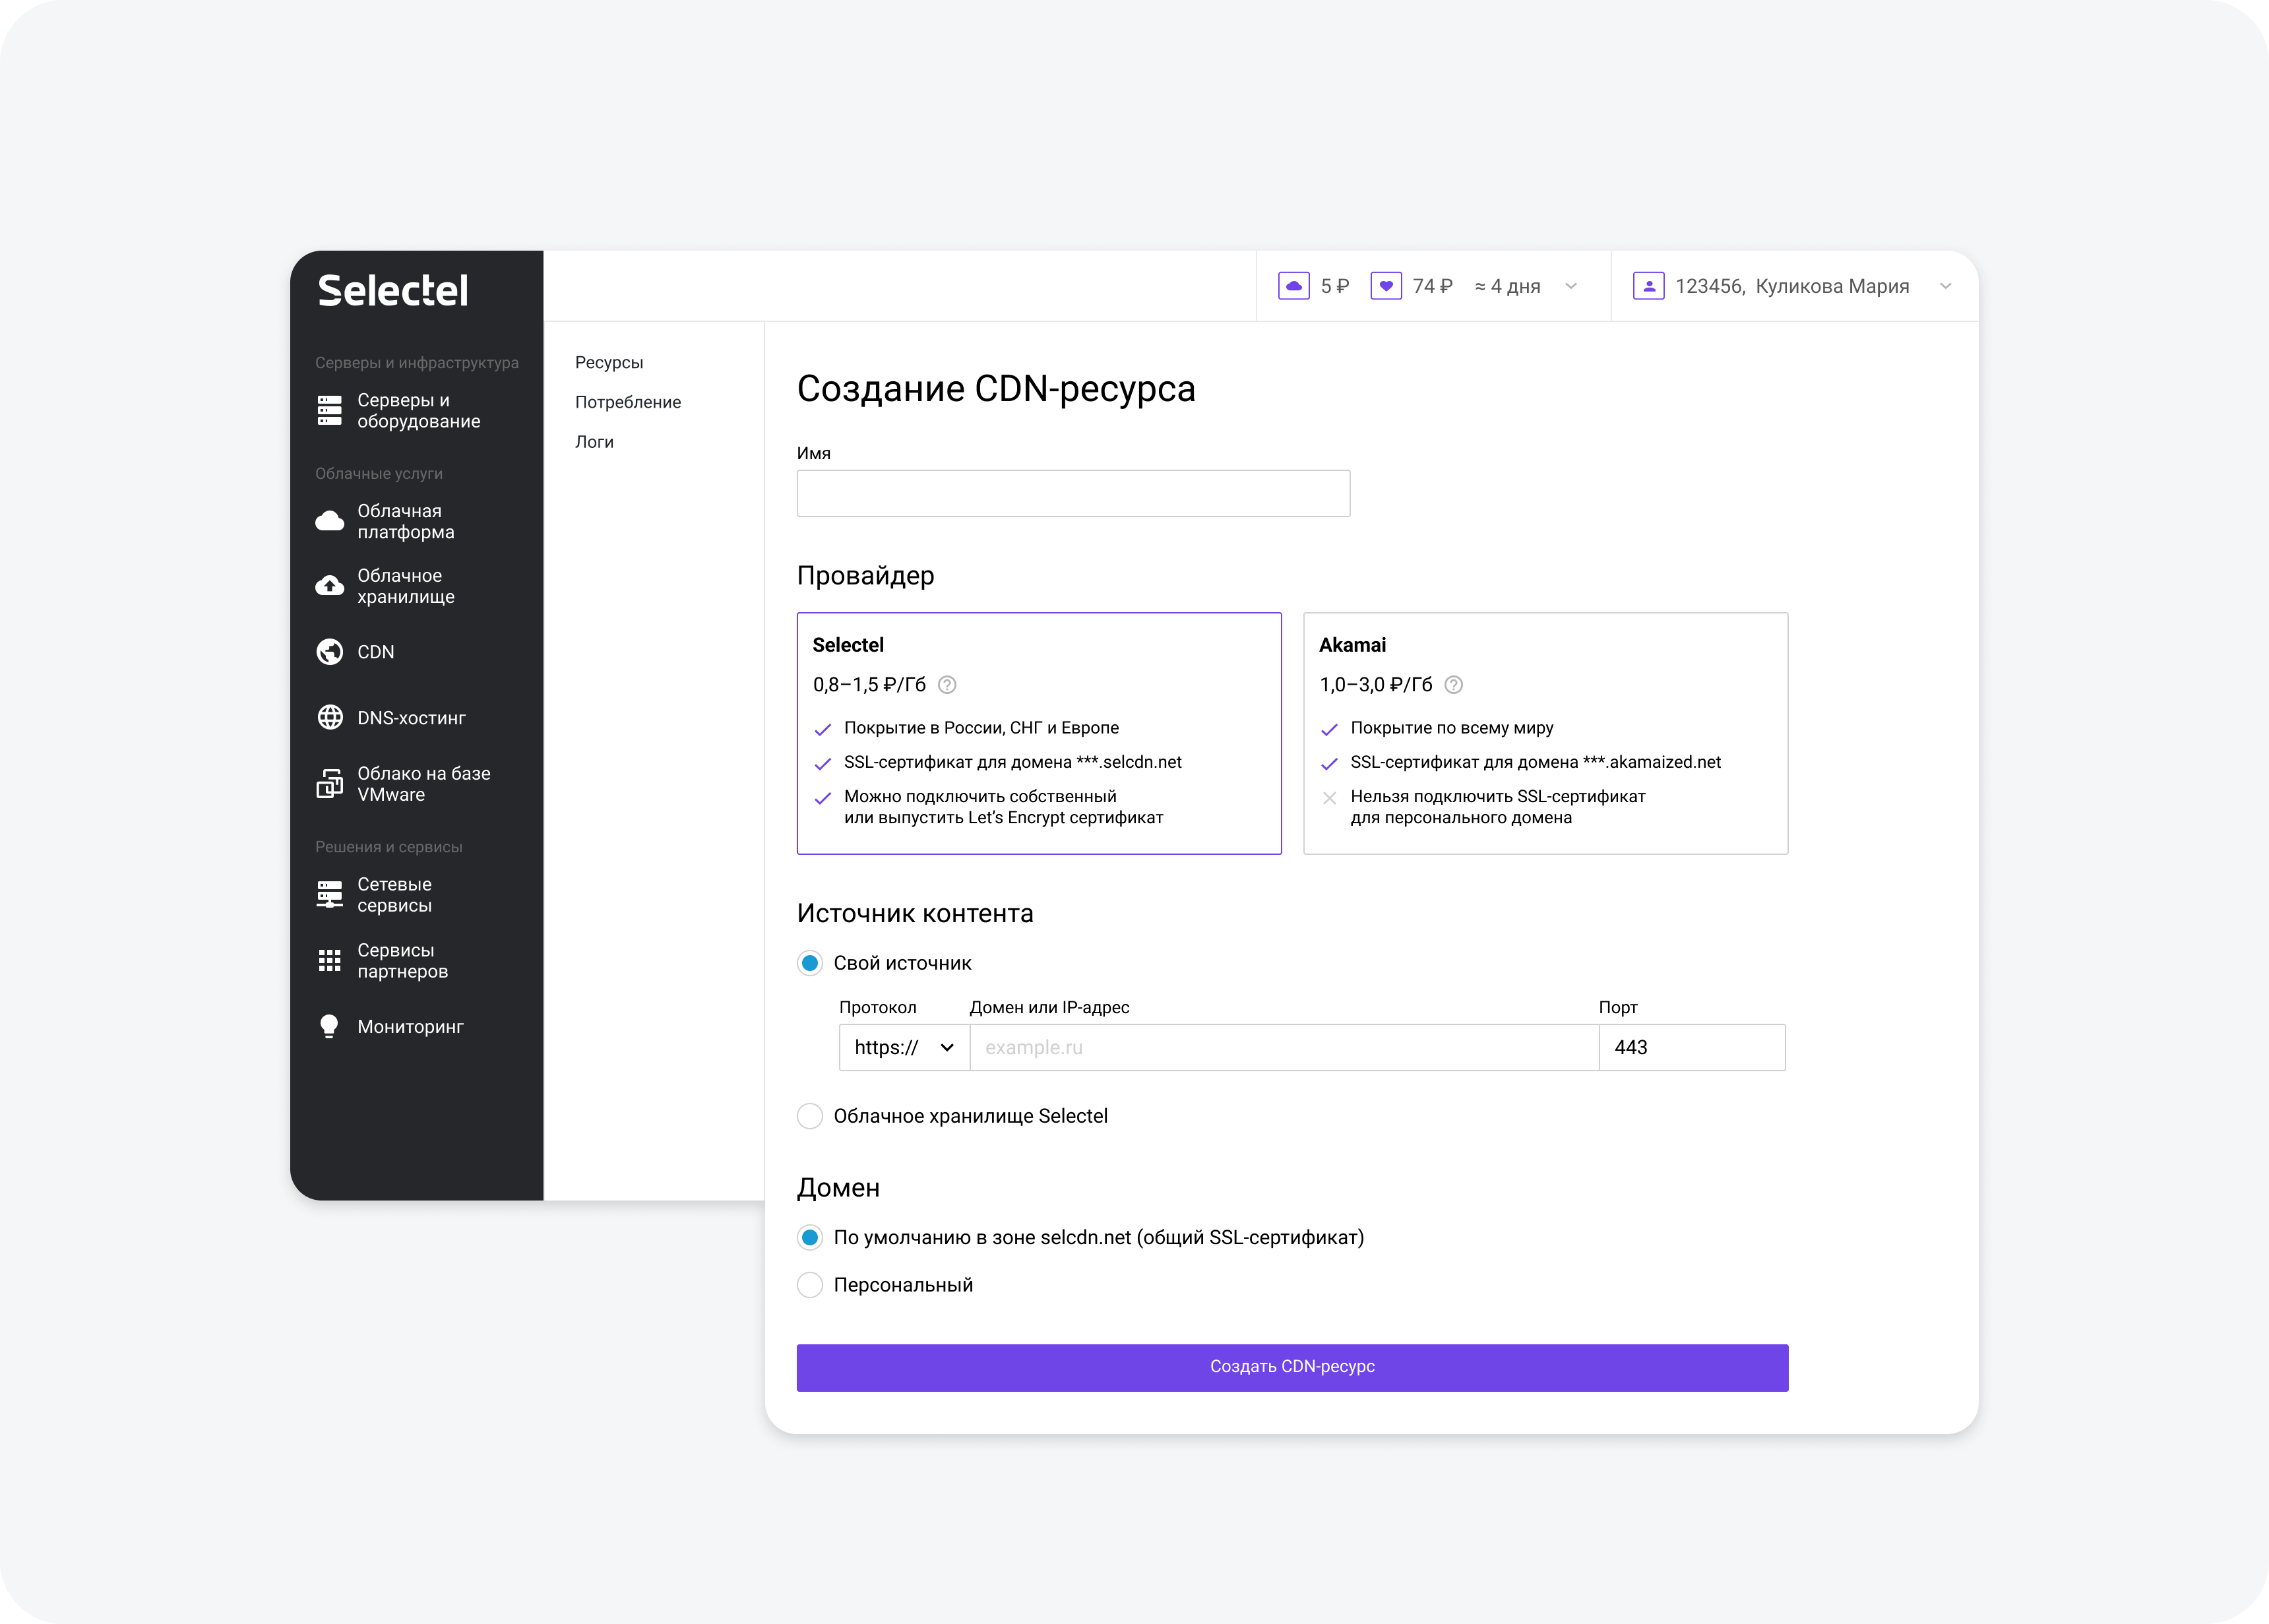 Selectel
5 ₽ 74 ₽ ≈ 4 дня
123456, Куликова Мария
Серверы и инфраструктура
Серверы и
оборудование
Облачные услуги
Облачная
платформа
Облачное
хранилище
CDN
DNS-хостинг
Облако на базе
VMware
Решения и сервисы
Сетевые
сервисы
Сервисы
партнеров
Мониторинг
Ресурсы
Потребление
Логи
Создание CDN-ресурса
Имя
Провайдер
Selectel
0,8–1,5 ₽/Гб ?
Покрытие в России, СНГ и Европе
SSL-сертификат для домена ***.selcdn.net
Можно подключить собственный
или выпустить Let’s Encrypt сертификат
Akamai
1,0–3,0 ₽/Гб ?
Покрытие по всему миру
SSL-сертификат для домена ***.akamaized.net
Нельзя подключить SSL-сертификат
для персонального домена
Источник контента
Свой источник
Протокол Домен или IP-адрес Порт
https:// example.ru 443
Облачное хранилище Selectel
Домен
По умолчанию в зоне selcdn.net (общий SSL-сертификат)
Персональный
Создать CDN-ресурс